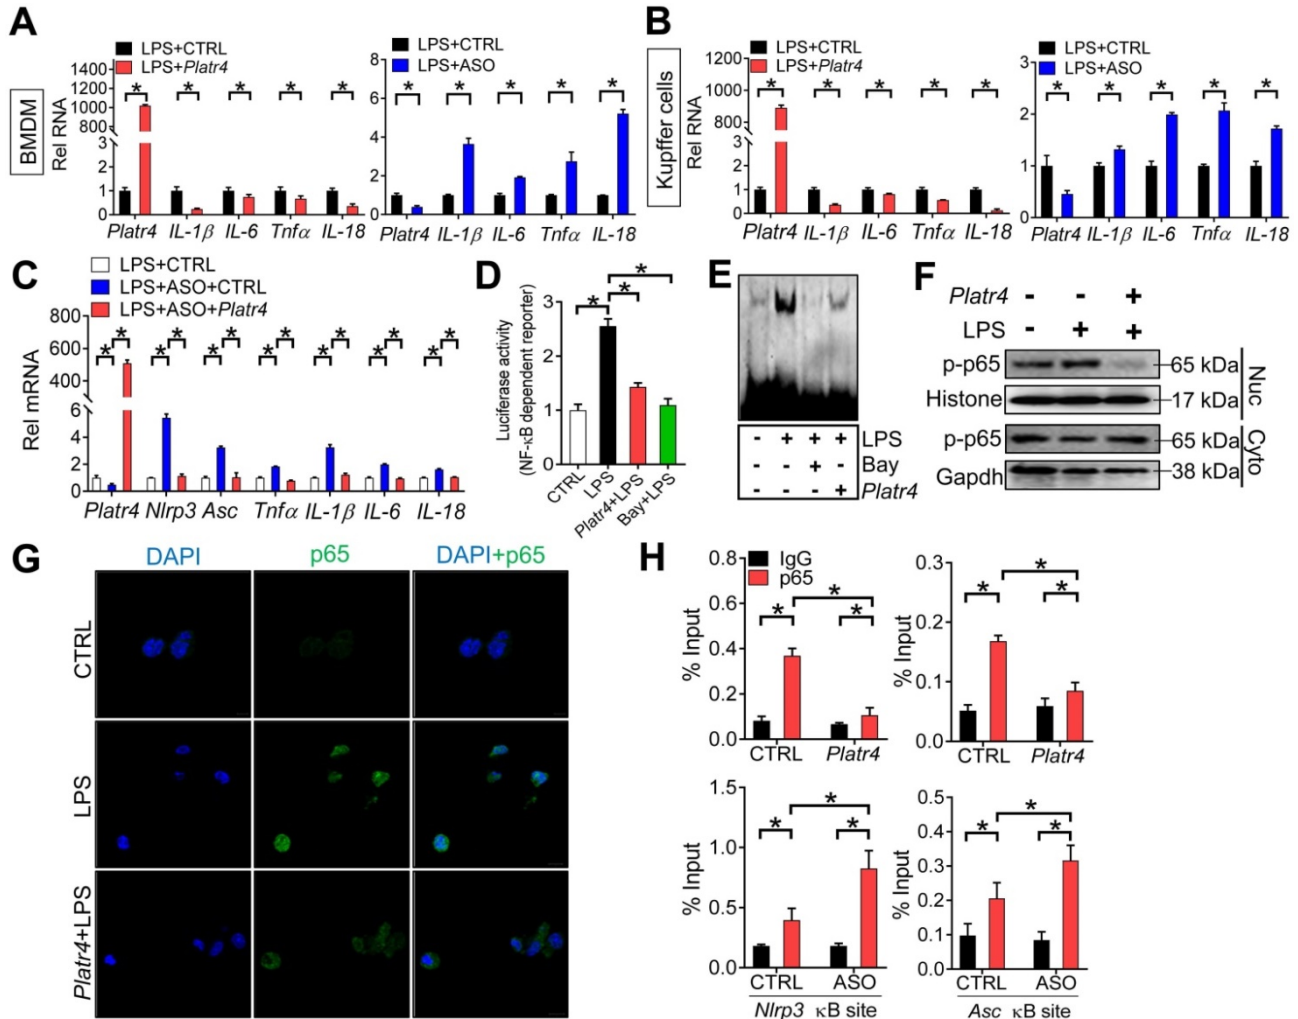 A
LPS+CTRL
LPS+Platr4
BMDM
Rel RNA
1400
1200
1000
800
3
2
1
0
* * * * *
Platr4 IL-1β IL-6 Tnfα IL-18
LPS+CTRL
LPS+ASO
8
6
4
2
0
* * * * *
Platr4 IL-1β IL-6 Tnfα IL-18
B
LPS+CTRL
LPS+Platr4
Kupffer cells
Rel RNA
1200
1000
800
3
2
1
0
* * * * *
Platr4 IL-1β IL-6 Tnfα IL-18
LPS+CTRL
LPS+ASO
3
2
1
0
* * * * *
Platr4 IL-1β IL-6 Tnfα IL-18
C
LPS+CTRL
LPS+ASO+CTRL
LPS+ASO+Platr4
Rel mRNA
800
600
400
6
4
2
0
* * * * * * * * * * * * * *
Platr4 Nlrp3 Asc Tnfα IL-1β IL-6 IL-18
D
Luciferase activity
(NF-κB dependent reporter)
3
2
1
0
* * *
CTRL
LPS
Platr4+LPS
Bay+LPS
E
- + + + LPS
- - + - Bay
- - - + Platr4
F
Platr4 - - +
LPS - + +
p-p65 65 kDa
Histone 17 kDa
Nuc
p-p65 65 kDa
Gapdh 38 kDa
Cyto
G
DAPI p65 DAPI+p65
CTRL
LPS
Platr4+LPS
H
IgG
p65
% Input
0.8
0.6
0.4
0.2
0.0
* * *
CTRL Platr4
% Input
0.3
0.2
0.1
0.0
* * *
CTRL Platr4
% Input
1.5
1.0
0.5
0.0
* * *
CTRL ASO
Nlrp3 κB site
% Input
0.5
0.4
0.3
0.2
0.1
0.0
* * *
CTRL ASO
Asc κB site